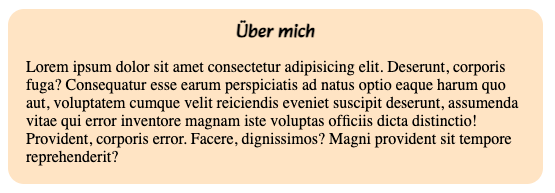 Über mich
Lorem ipsum dolor sit amet consectetur adipisicing elit. Deserunt, corporis
fuga? Consequatur esse earum perspiciatis ad natus optio eaque harum quo
aut, voluptatem cumque velit reiciendis eveniet suscipit deserunt, assumenda
vitae qui error inventore magnam iste voluptas officiis dicta distinctio!
Provident, corporis error. Facere, dignissimos? Magni provident sit tempore
reprehenderit?